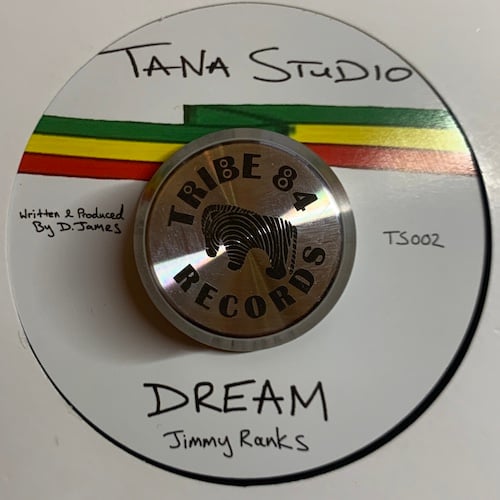 TANA STUDIO
TRIBE 84
RECORDS
Written & Produced
By D. James
TS002
DREAM
Jimmy Ranks